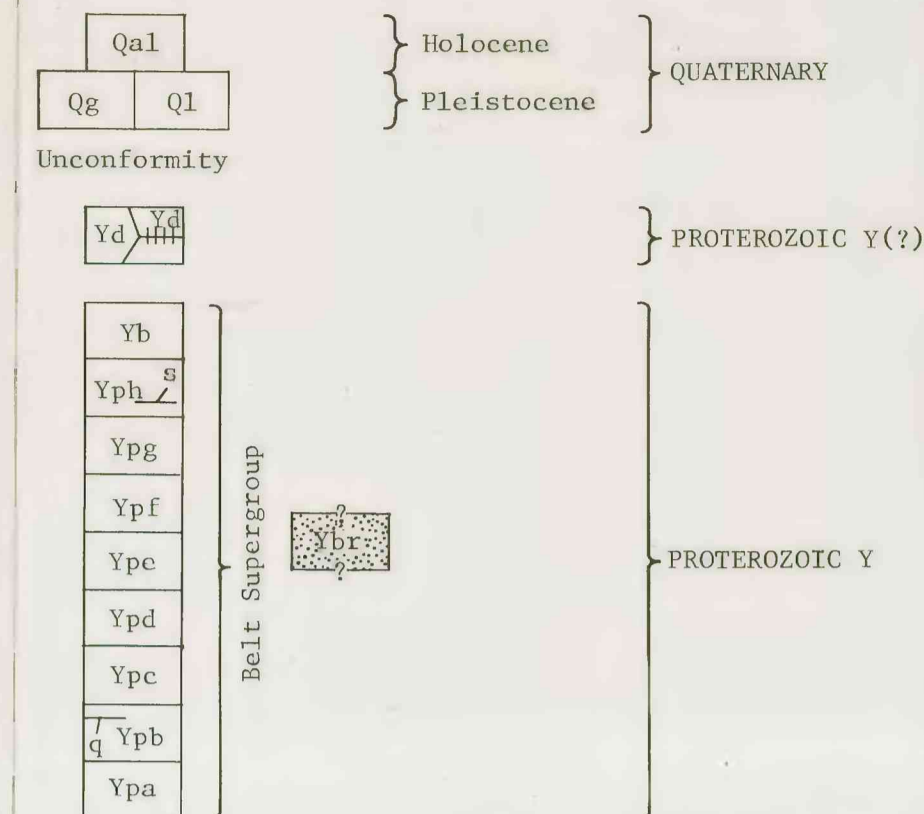 Qal
Holocene
QUATERNARY
Qg Ql
Pleistocene
Unconformity
Yd Yd
PROTEROZOIC Y(?)
Yb
Yph s
Ypg
Ypf
Ype
Ypd
Ypc
q Ypb
Ypa
Belt Supergroup
?
Ybr
?
PROTEROZOIC Y